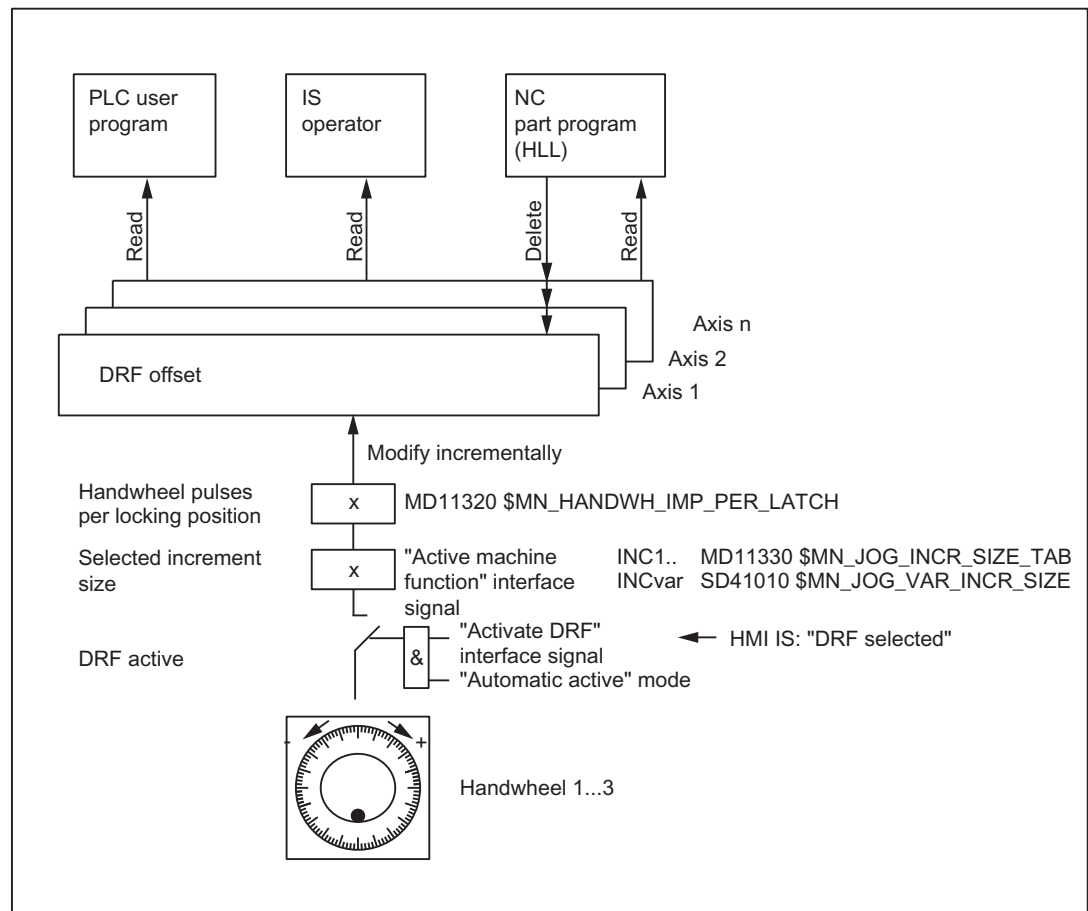 PLC user
program
IS
operator
NC
part program
(HLL)
Read
Read
Delete
Read
Axis n
Axis 2
Axis 1
DRF offset
Modify incrementally
Handwheel pulses
per locking position
x
MD11320 $MN_HANDWH_IMP_PER_LATCH
Selected increment
size
x
"Active machine
function" interface
signal
INC1.. MD11330 $MN_JOG_INCR_SIZE_TAB
INCvar SD41010 $MN_JOG_VAR_INCR_SIZE
DRF active
&
"Activate DRF"
interface signal
"Automatic active" mode
HMI IS: "DRF selected"
- +
Handwheel 1...3